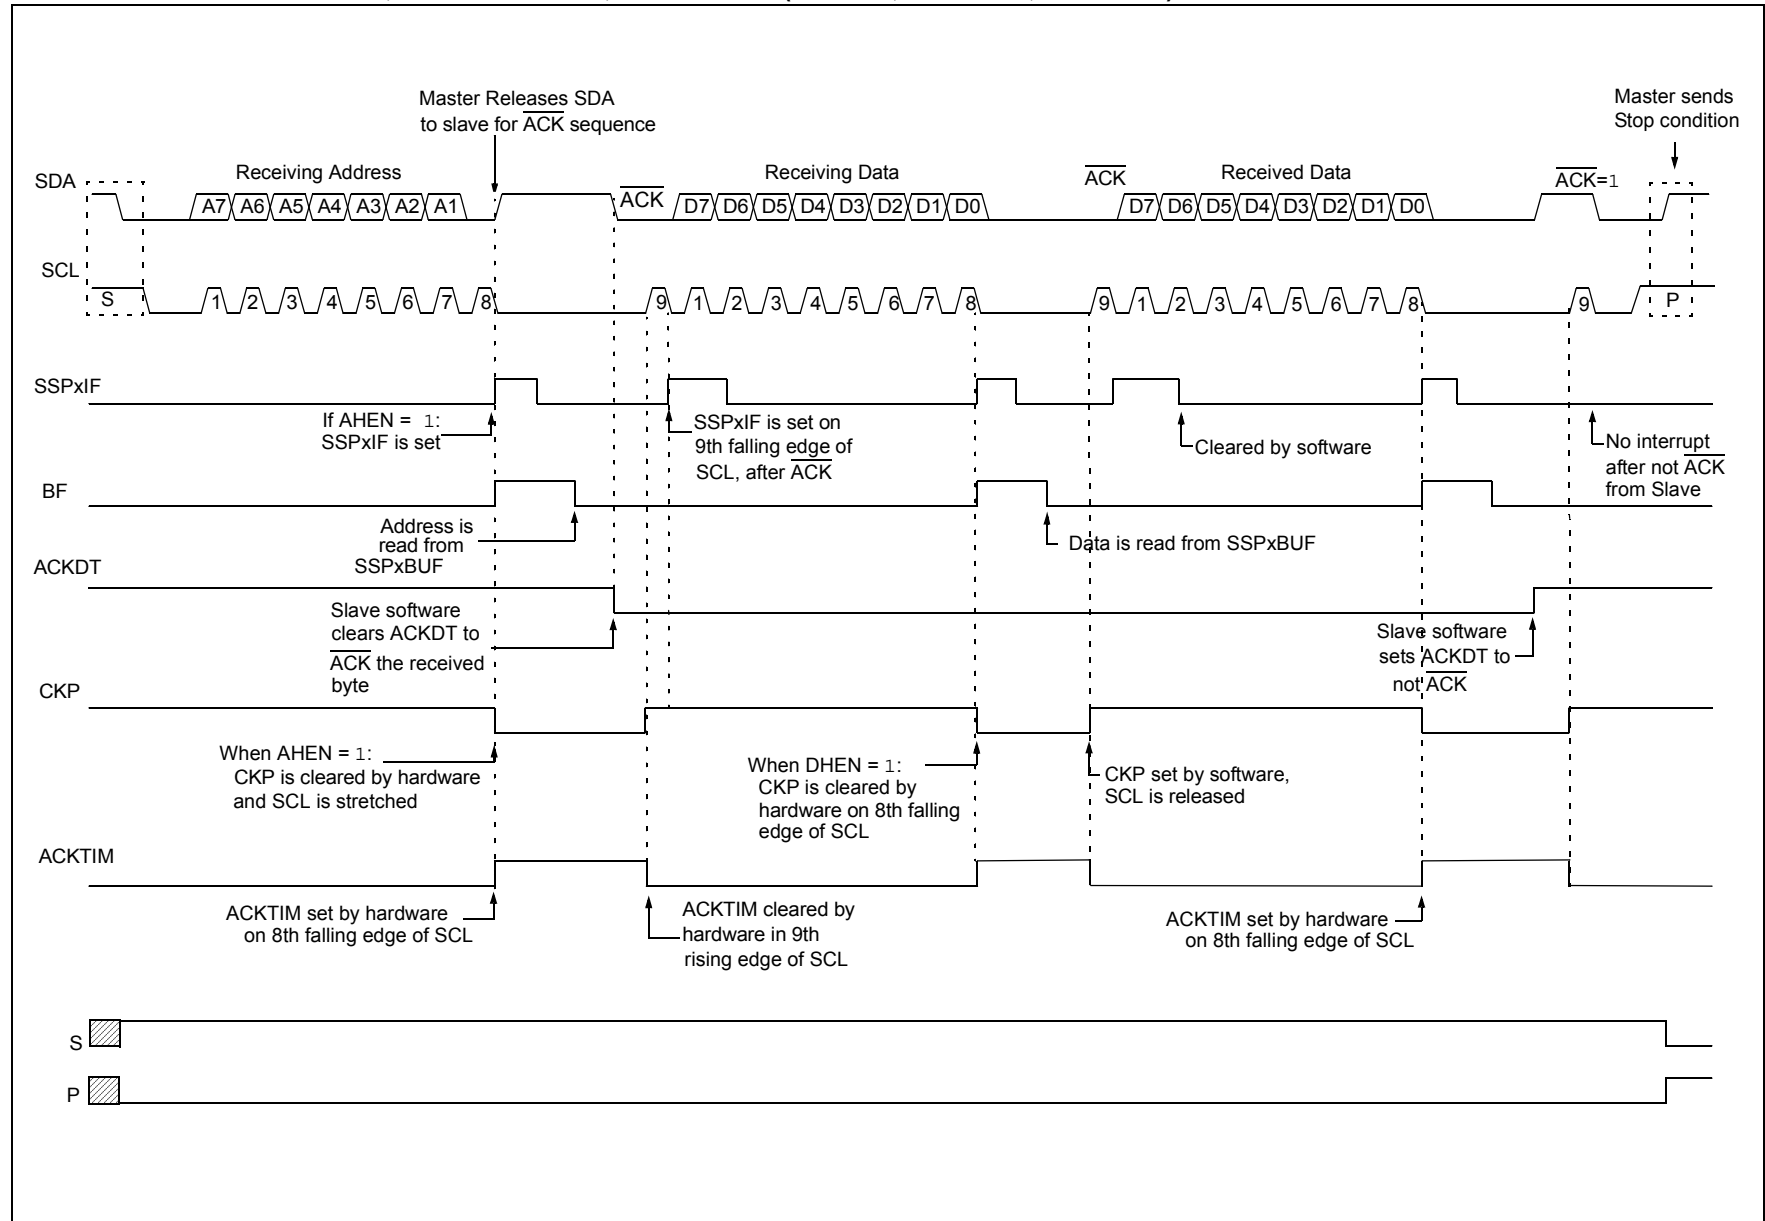 Master Releases SDA
to slave for ACK sequence
Master sends
Stop condition
SDA
Receiving Address
ACK
Receiving Data
ACK
Received Data
ACK=1
A7 A6 A5 A4 A3 A2 A1
D7 D6 D5 D4 D3 D2 D1 D0
D7 D6 D5 D4 D3 D2 D1 D0
SCL
S
1 2 3 4 5 6 7 8
9 1 2 3 4 5 6 7 8
9 1 2 3 4 5 6 7 8
9
P
SSPxIF
If AHEN = 1:
SSPxIF is set
SSPxIF is set on
9th falling edge of
SCL, after ACK
Cleared by software
No interrupt
after not ACK
from Slave
BF
Address is
read from
SSPxBUF
Data is read from SSPxBUF
ACKDT
Slave software
clears ACKDT to
ACK the received
byte
Slave software
sets ACKDT to
not ACK
CKP
When AHEN = 1:
CKP is cleared by hardware
and SCL is stretched
When DHEN = 1:
CKP is cleared by
hardware on 8th falling
edge of SCL
CKP set by software,
SCL is released
ACKTIM
ACKTIM set by hardware
on 8th falling edge of SCL
ACKTIM cleared by
hardware in 9th
rising edge of SCL
ACKTIM set by hardware
on 8th falling edge of SCL
S
P